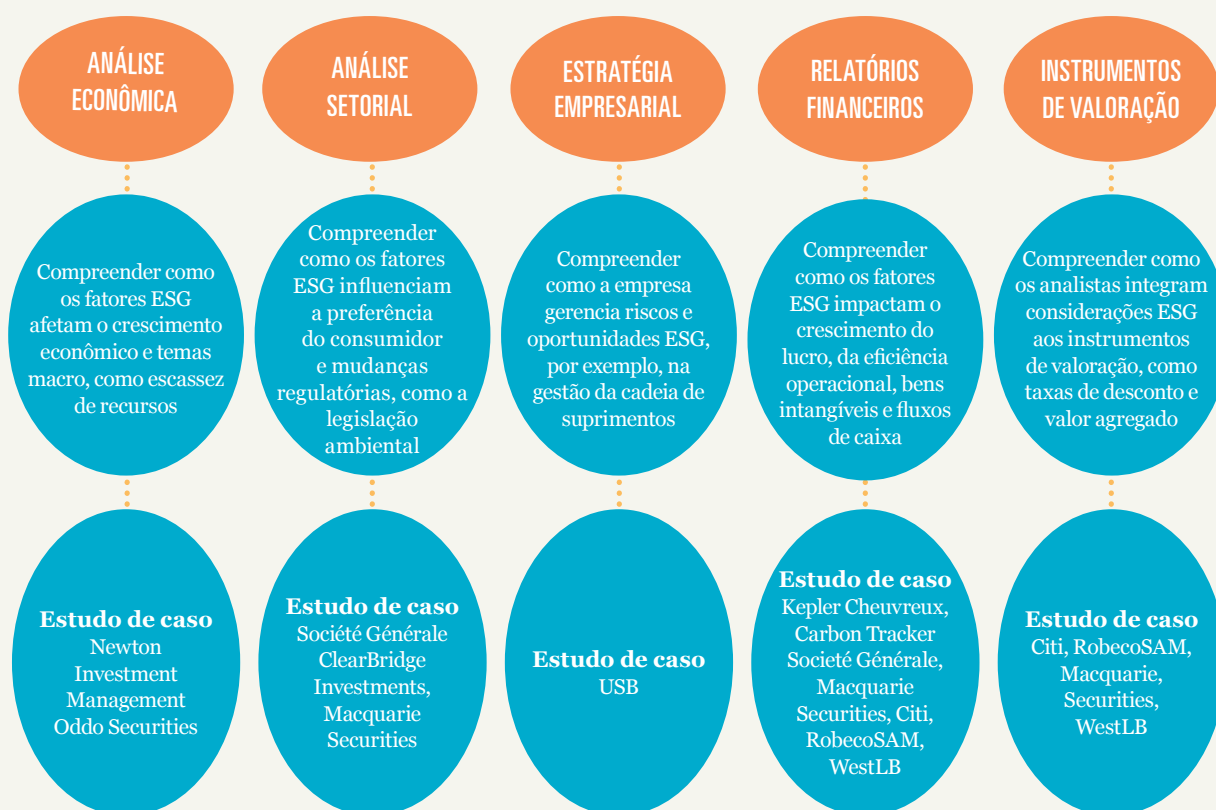 ANÁLISE
ECONÔMICA
ANÁLISE
SETORIAL
ESTRATÉGIA
EMPRESARIAL
RELATÓRIOS
FINANCEIROS
INSTRUMENTOS
DE VALORAÇÃO
Compreender como
os fatores ESG
afetam o crescimento
econômico e temas
macro, como escassez
de recursos
Compreender
como os fatores
ESG influenciam
a preferência
do consumidor
e mudanças
regulatórias, como a
legislação
ambiental
Compreender
como a empresa
gerencia riscos e
oportunidades ESG,
por exemplo, na
gestão da cadeia de
suprimentos
Compreender
como os fatores
ESG impactam o
crescimento do
lucro, da eficiência
operacional, bens
intangíveis e fluxos
de caixa
Compreender como
os analistas integram
considerações ESG
aos instrumentos
de valoração, como
taxas de desconto e
valor agregado
Estudo de caso
Newton
Investment
Management
Oddo Securities
Estudo de caso
Société Générale
ClearBridge
Investments,
Macquarie
Securities
Estudo de caso
USB
Estudo de caso
Kepler Cheuvreux,
Carbon Tracker
Societé Générale,
Macquarie
Securities, Citi,
RobecoSAM,
WestLB
Estudo de caso
Citi, RobecoSAM,
Macquarie,
Securities,
WestLB